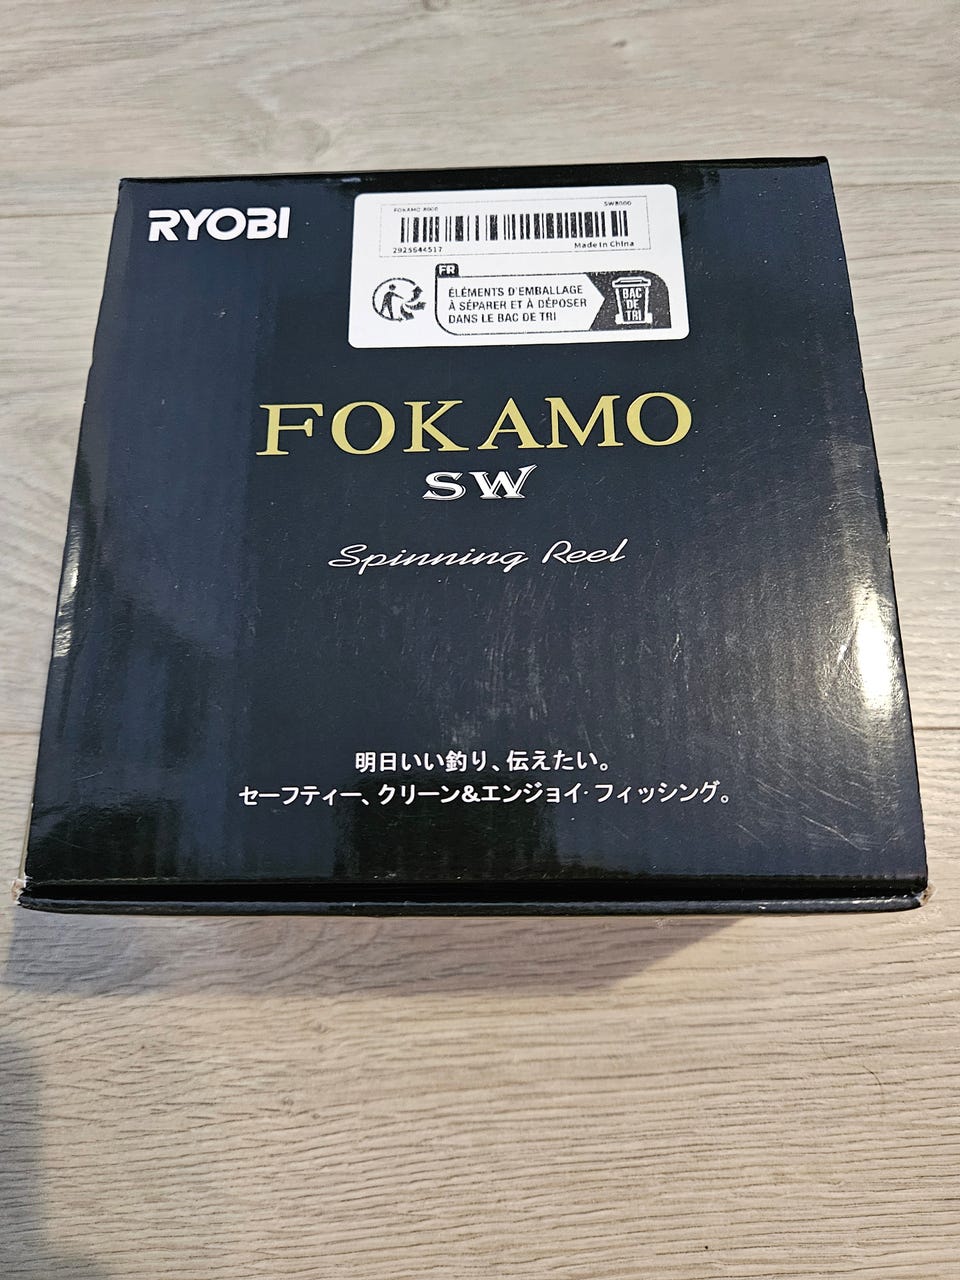 RYOBI
FOKAMO 8000
SW8000
2925644517
Made In China
FR
ÉLÉMENTS D'EMBALLAGE
À SÉPARER ET À DÉPOSER
DANS LE BAC DE TRI
BAC
DE
TRI
FOKAMO
SW
Spinning Reel
明日いい釣り、伝えたい。
セーフティー、クリーン&エンジョイ·フィッシング。